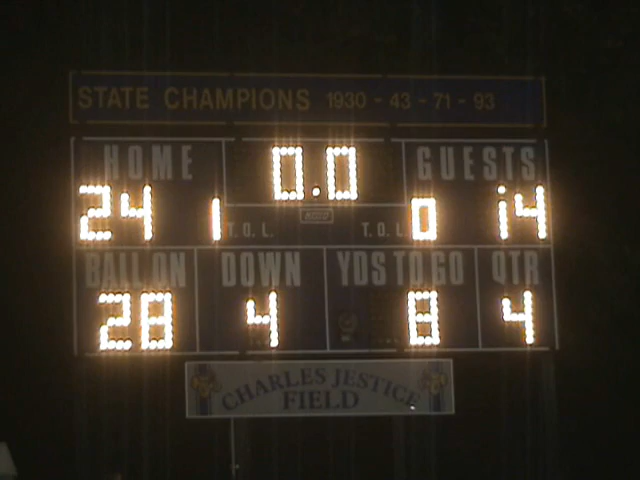 STATE CHAMPIONS 1930 - 43 - 71 - 93
HOME 0.0 GUESTS
24 1 T.O.L. T.O.L. 0 14
BALL ON DOWN YDS TO GO QTR
28 4 8 4
CHARLES JESTICE
FIELD